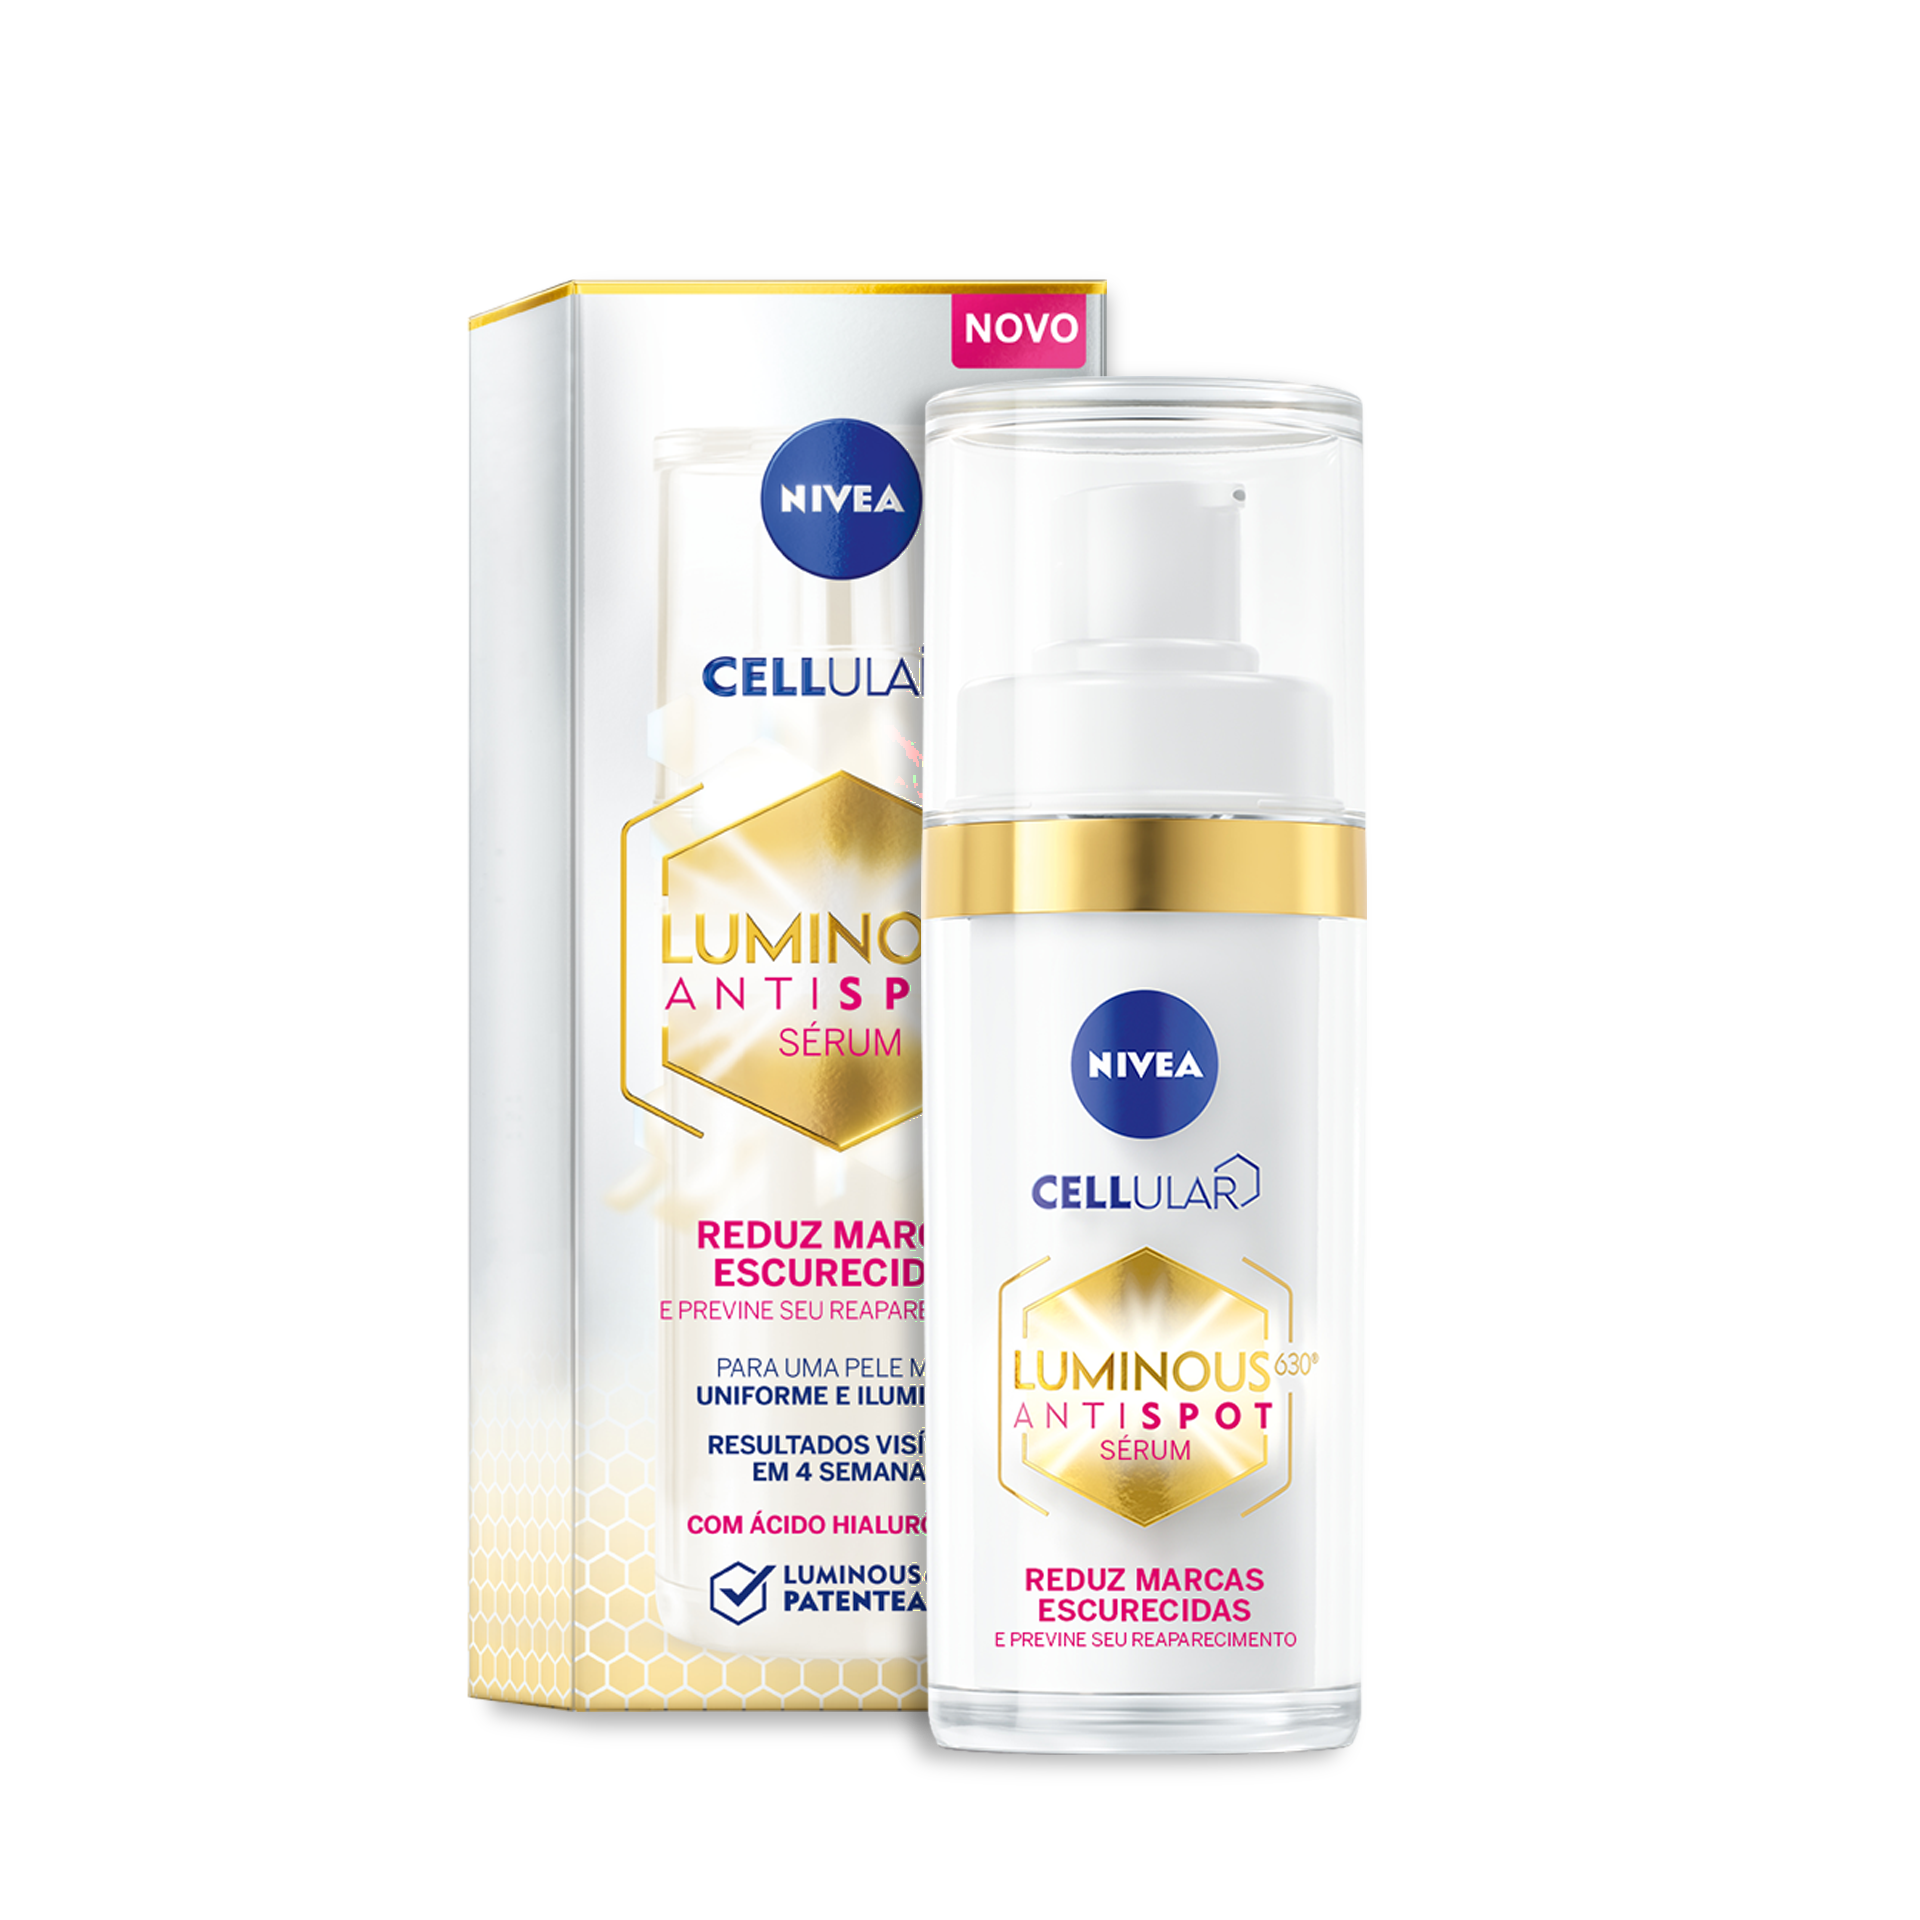 NOVO
NIVEA
CELLULA
LUMINO
ANTISP
SÉRUM
REDUZ MAR
ESCURECID
E PREVINE SEU REAPARE
PARA UMA PELE M
UNIFORME E ILUMI
RESULTADOS VISÍ
EM 4 SEMANA
COM ÁCIDO HIALUR
LUMINOUS
PATENTEA
NIVEA
CELLULAR
LUMINOUS630®
ANTISPOT
SÉRUM
REDUZ MARCAS
ESCURECIDAS
E PREVINE SEU REAPARECIMENTO